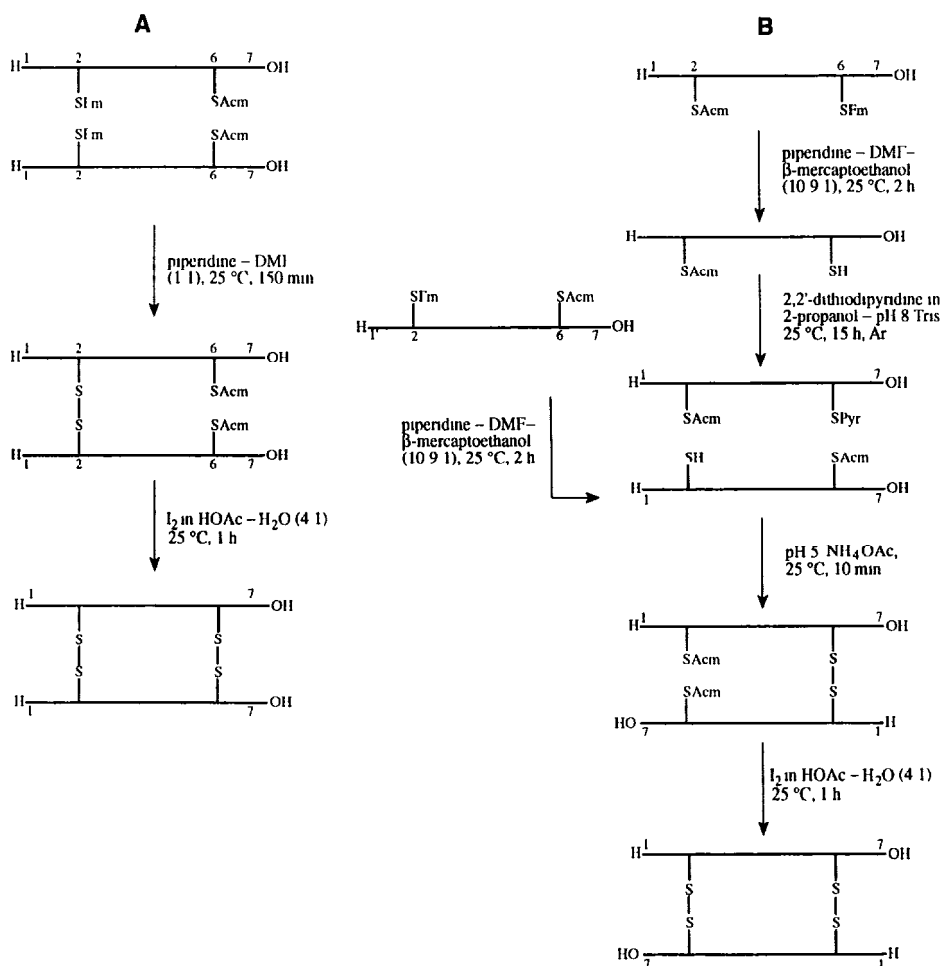 A
H 1 2 6 7 OH
SFm SAcm
SFm SAcm
H 1 2 6 7 OH
piperidine – DMF
(1 1), 25 °C, 150 min
H 1 2 6 7 OH
S SAcm
S SAcm
H 1 2 6 7 OH
I2 in HOAc – H2O (4 1)
25 °C, 1 h
H 1 7 OH
S S
S S
H 1 7 OH
B
H 1 2 6 7 OH
SAcm SFm
piperidine – DMF–
β-mercaptoethanol
(10 9 1), 25 °C, 2 h
H OH
SAcm SH
2,2'-dithiodipyridine in
2-propanol – pH 8 Tris
25 °C, 15 h, Ar
SFm SAcm
H 1 2 6 7 OH
piperidine – DMF–
β-mercaptoethanol
(10 9 1), 25 °C, 2 h
H 1 7 OH
SAcm SPyr
SH SAcm
H 1 7 OH
pH 5 NH4OAc,
25 °C, 10 min
H 1 7 OH
SAcm S
SAcm S
HO 7 1 H
I2 in HOAc – H2O (4 1)
25 °C, 1 h
H 1 7 OH
S S
S S
HO 7 1 H